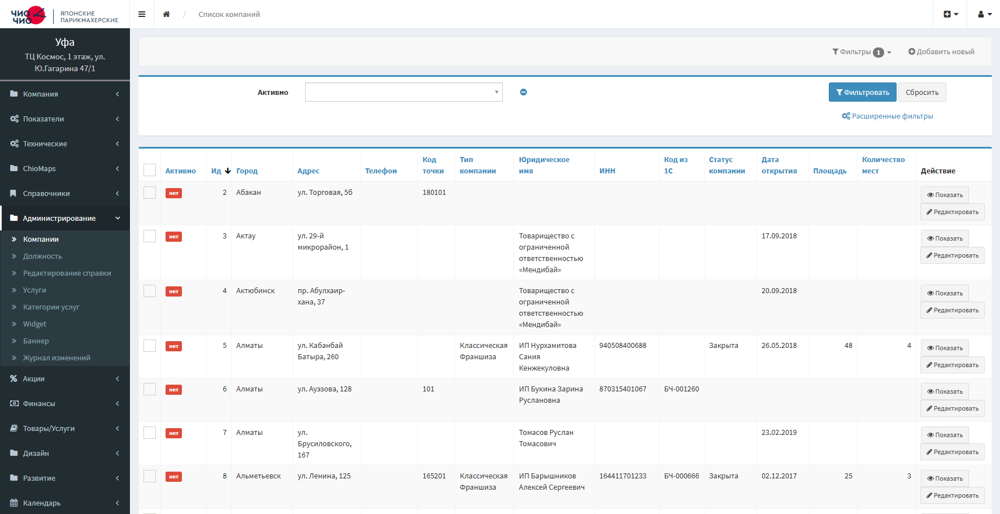 ЧИО ЧИО
ЯПОНСКИЕ
ПАРИКМАХЕРСКИЕ
/ Список компаний
Уфа
ТЦ Космос, 1 этаж, ул.
Ю.Гагарина 47/1
Компания
Показатели
Технические
ChioMaps
Справочники
Администрирование
Компании
Должность
Редактирование справки
Услуги
Категории услуг
Widget
Баннер
Журнал изменений
Акции
Финансы
Товары/Услуги
Дизайн
Развитие
Календарь
Фильтры 1
Добавить новый
Активно
Фильтровать
Сбросить
Расширенные фильтры
Активно Ид Город Адрес Телефон Код точки Тип компании Юридическое имя ИНН Код из 1С Статус компании Дата открытия Площадь Количество мест Действие
нет 2 Абакан ул. Торговая, 5б 180101 Показать
Редактировать
нет 3 Актау ул. 29-й микрорайон, 1 Товарищество с ограниченной ответственностью «Мендибай» 17.09.2018 Показать
Редактировать
нет 4 Актюбинск пр. Абулхаир-хана, 37 Товарищество с ограниченной ответственностью «Мендибай» 20.09.2018 Показать
Редактировать
нет 5 Алматы ул. Кабанбай Батыра, 260 Классическая Франшиза ИП Нурхамитова Сания Кенжекуловна 940508400688 Закрыта 26.05.2018 48 4 Показать
Редактировать
нет 6 Алматы ул. Ауэзова, 128 101 ИП Букина Зарина Руслановна 870315401067 БЧ-001260 Показать
Редактировать
нет 7 Алматы ул. Брусиловского, 167 Томасов Руслан Томасович 23.02.2019 Показать
Редактировать
нет 8 Альметьевск ул. Ленина, 125 165201 Классическая Франшиза ИП Барышников Алексей Сергеевич 164411701233 БЧ-000666 Закрыта 02.12.2017 25 3 Показать
Редактировать